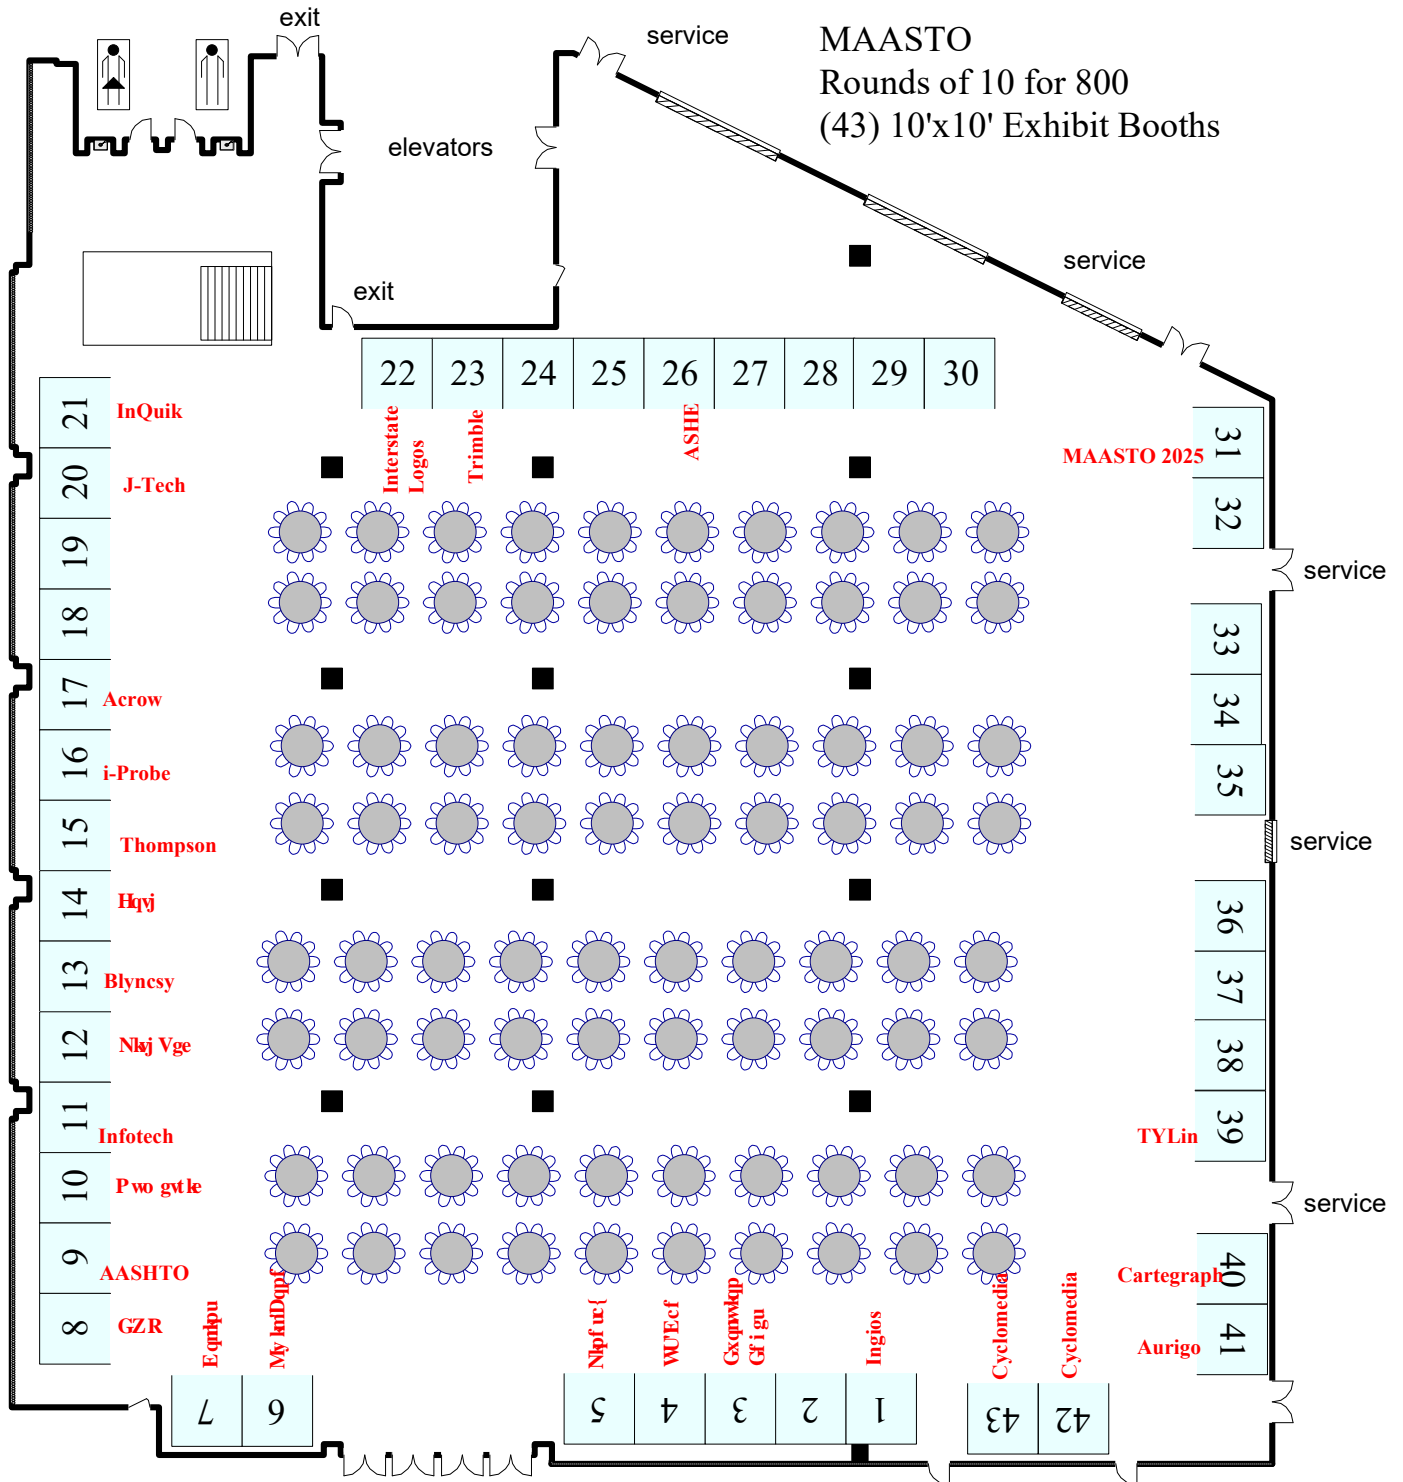 exit
service
MAASTO
Rounds of 10 for 800
(43) 10'x10' Exhibit Booths
elevators
service
exit
22
23
24
25
26
27
28
29
30
Interstate
Logos
Trimble
ASHE
21
InQuik
20
J-Tech
19
18
17
Acrow
16
i-Probe
15
Thompson
14
Hqvj
13
Blyncsy
12
Nkvj Vge
11
Infotech
10
9
AASHTO
8
GZR
31
MAASTO 2025
32
service
33
34
35
service
36
37
38
39
TYLin
service
40
Cartegraph
41
Aurigo
7
6
5
4
3
2
1
Ingios
43
Cyclomedia
42
Cyclomedia